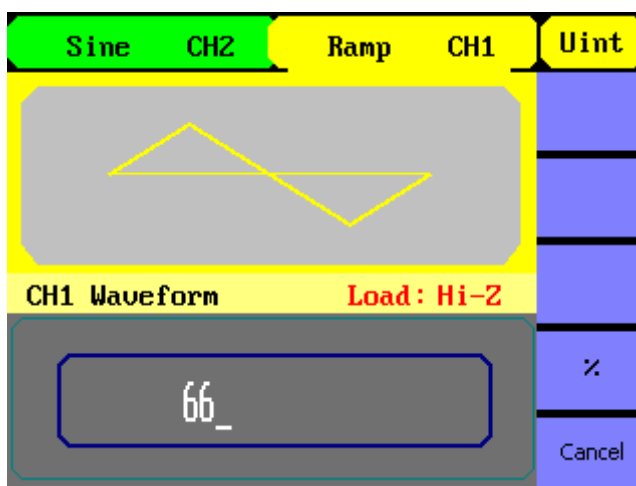 Sine CH2 Ramp CH1 Uint
CH1 Waveform Load: Hi-Z
66_
%
Cancel